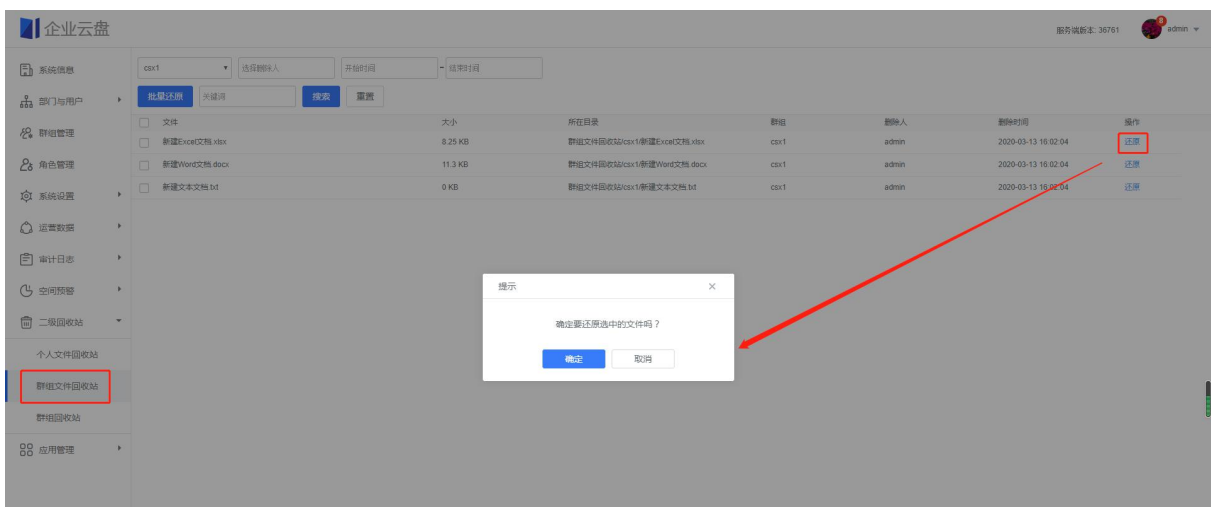 企业云盘
服务端版本: 36761
8
admin
系统信息
部门与用户
群组管理
角色管理
系统设置
运营数据
审计日志
空间预警
二级回收站
个人文件回收站
群组文件回收站
群组回收站
应用管理
csx1 选择删除人 开始时间 - 结束时间
批量还原 关键词 搜索 重置
文件 大小 所在目录 群组 删除人 删除时间 操作
新建Excel文档.xlsx 8.25 KB 群组文件回收站/csx1/新建Excel文档.xlsx csx1 admin 2020-03-13 16:02:04 还原
新建Word文档.docx 11.3 KB 群组文件回收站/csx1/新建Word文档.docx csx1 admin 2020-03-13 16:02:04 还原
新建文本文档.txt 0 KB 群组文件回收站/csx1/新建文本文档.txt csx1 admin 2020-03-13 16:02:04 还原
提示
确定要还原选中的文件吗？
确定 取消